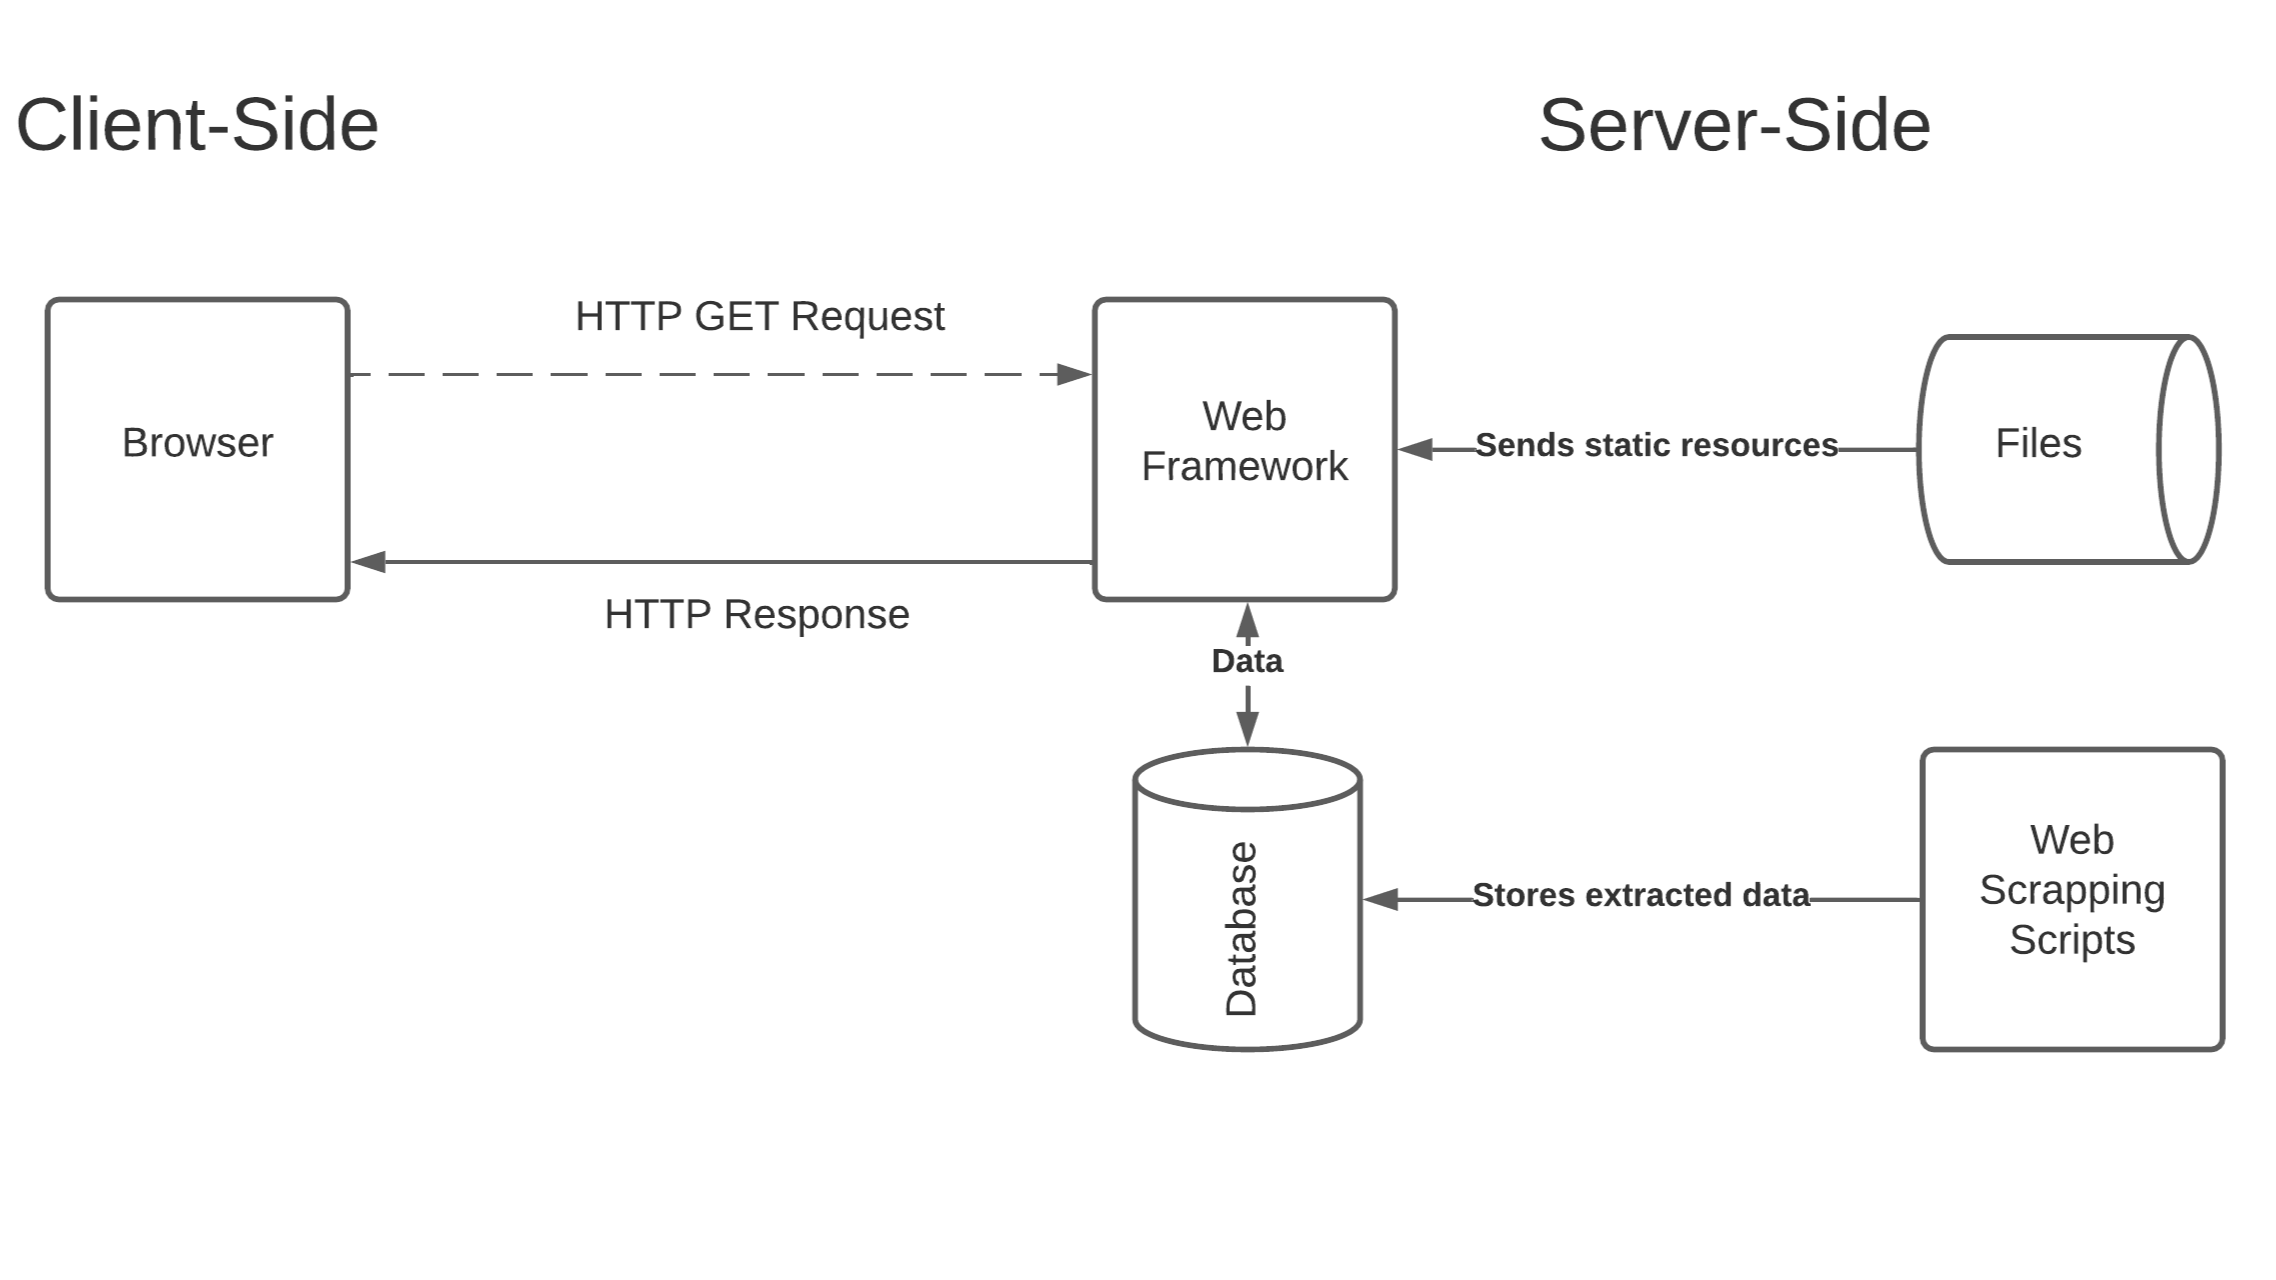 Client-Side
Server-Side
HTTP GET Request
Browser
Web
Framework
Sends static resources
Files
HTTP Response
Data
Database
Stores extracted data
Web
Scrapping
Scripts